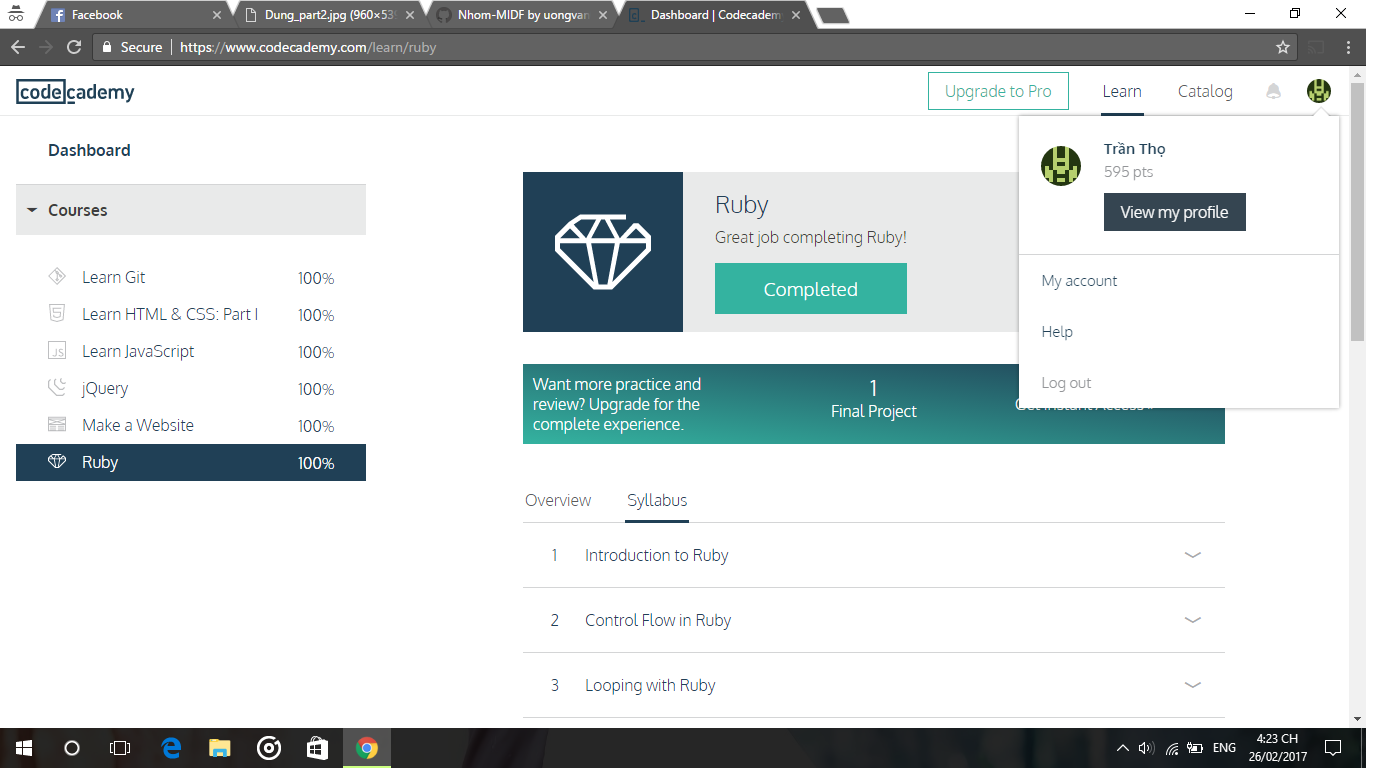 Facebook
Dung_part2.jpg (960×539
Nhom-MIDF by uongvan
Dashboard | Codecadem
Secure
https://www.codecademy.com/learn/ruby
codecademy
Upgrade to Pro
Learn
Catalog
Dashboard
Trần Thọ
595 pts
View my profile
My account
Help
Log out
Courses
Learn Git 100%
Learn HTML & CSS: Part I 100%
Learn JavaScript 100%
jQuery 100%
Make a Website 100%
Ruby 100%
Ruby
Great job completing Ruby!
Completed
Want more practice and
review? Upgrade for the
complete experience.
1
Final Project
Get Instant Access »
Overview
Syllabus
1 Introduction to Ruby
2 Control Flow in Ruby
3 Looping with Ruby
ENG
4:23 CH
26/02/2017